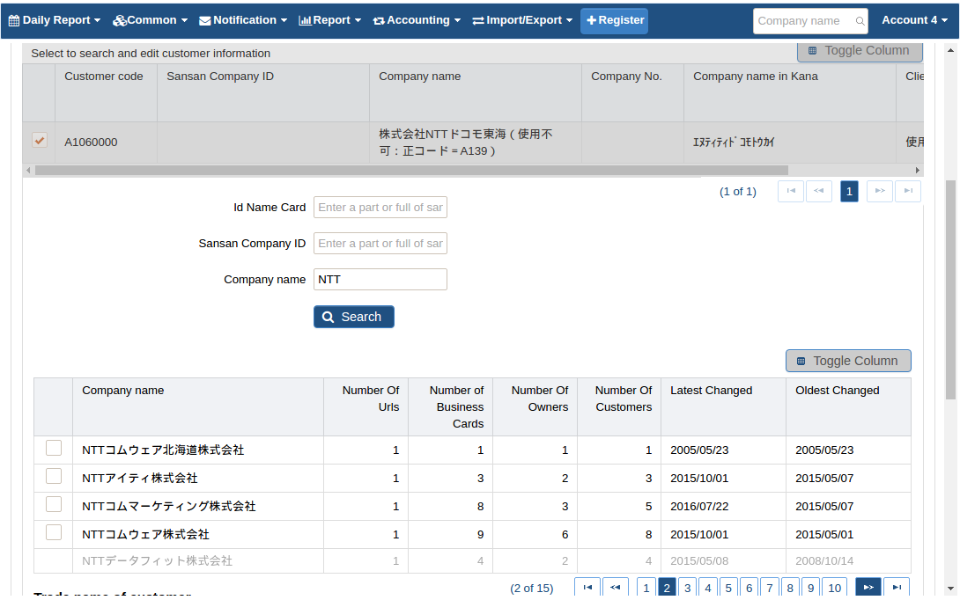 Daily Report Common Notification Report Accounting Import/Export + Register Company name Account 4
Select to search and edit customer information
Toggle Column
Customer code Sansan Company ID Company name Company No. Company name in Kana Clie
A1060000 株式会社NTTドコモ東海(使用不可:正コード=A139) ｴﾇﾃｨﾃｨﾄﾞｺﾓﾄｳｶｲ 使用
(1 of 1) 1
Id Name Card Enter a part or full of sar
Sansan Company ID Enter a part or full of sar
Company name NTT
Search
Toggle Column
Company name Number Of Urls Number of Business Cards Number Of Owners Number Of Customers Latest Changed Oldest Changed
NTTコムウェア北海道株式会社 1 1 1 1 2005/05/23 2005/05/23
NTTアイティ株式会社 1 3 2 3 2015/10/01 2015/05/07
NTTコムマーケティング株式会社 1 8 3 5 2016/07/22 2015/05/07
NTTコムウェア株式会社 1 9 6 8 2015/10/01 2015/05/01
NTTデータフィット株式会社 1 4 2 4 2015/05/08 2008/10/14
(2 of 15) 1 2 3 4 5 6 7 8 9 10
Trade name of customer